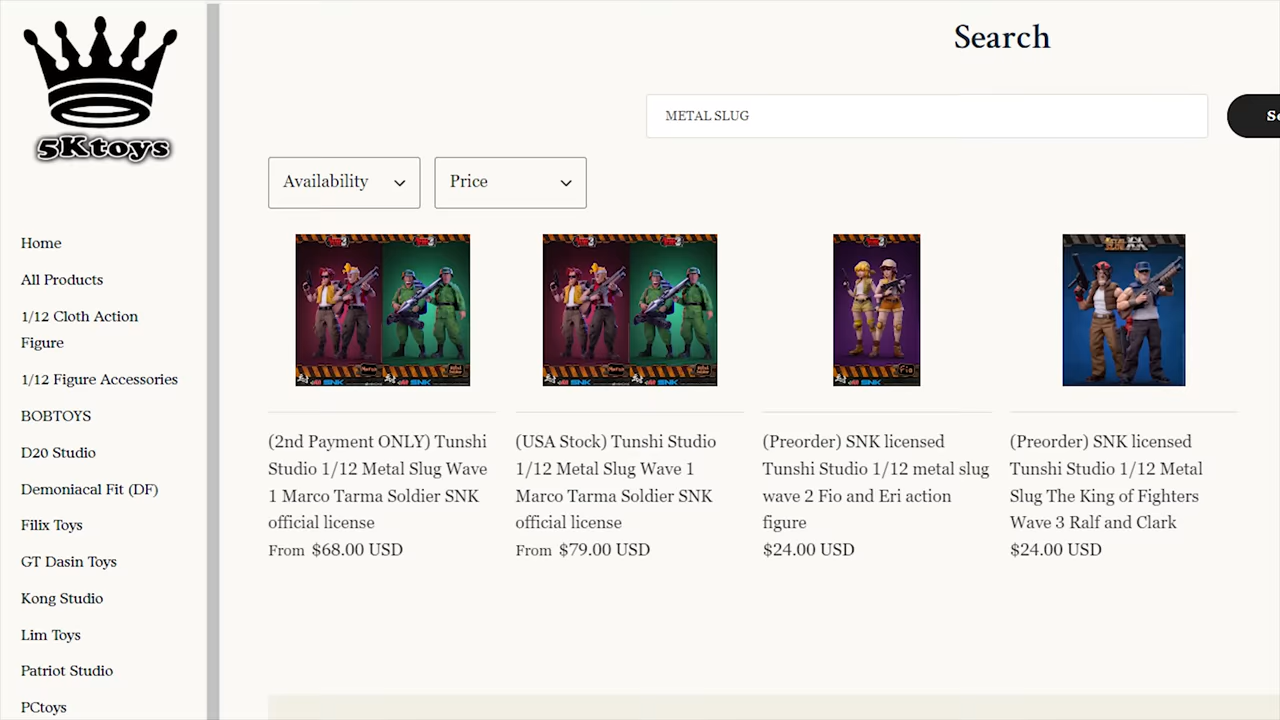 5Ktoys
Home
All Products
1/12 Cloth Action
Figure
1/12 Figure Accessories
BOBTOYS
D20 Studio
Demoniacal Fit (DF)
Filix Toys
GT Dasin Toys
Kong Studio
Lim Toys
Patriot Studio
PCtoys
Search
METAL SLUG
Availability
Price
(2nd Payment ONLY) Tunshi
Studio 1/12 Metal Slug Wave
1 Marco Tarma Soldier SNK
official license
From $68.00 USD
(USA Stock) Tunshi Studio
1/12 Metal Slug Wave 1
Marco Tarma Soldier SNK
official license
From $79.00 USD
Fio
(Preorder) SNK licensed
Tunshi Studio 1/12 metal slug
wave 2 Fio and Eri action
figure
$24.00 USD
(Preorder) SNK licensed
Tunshi Studio 1/12 Metal
Slug The King of Fighters
Wave 3 Ralf and Clark
$24.00 USD